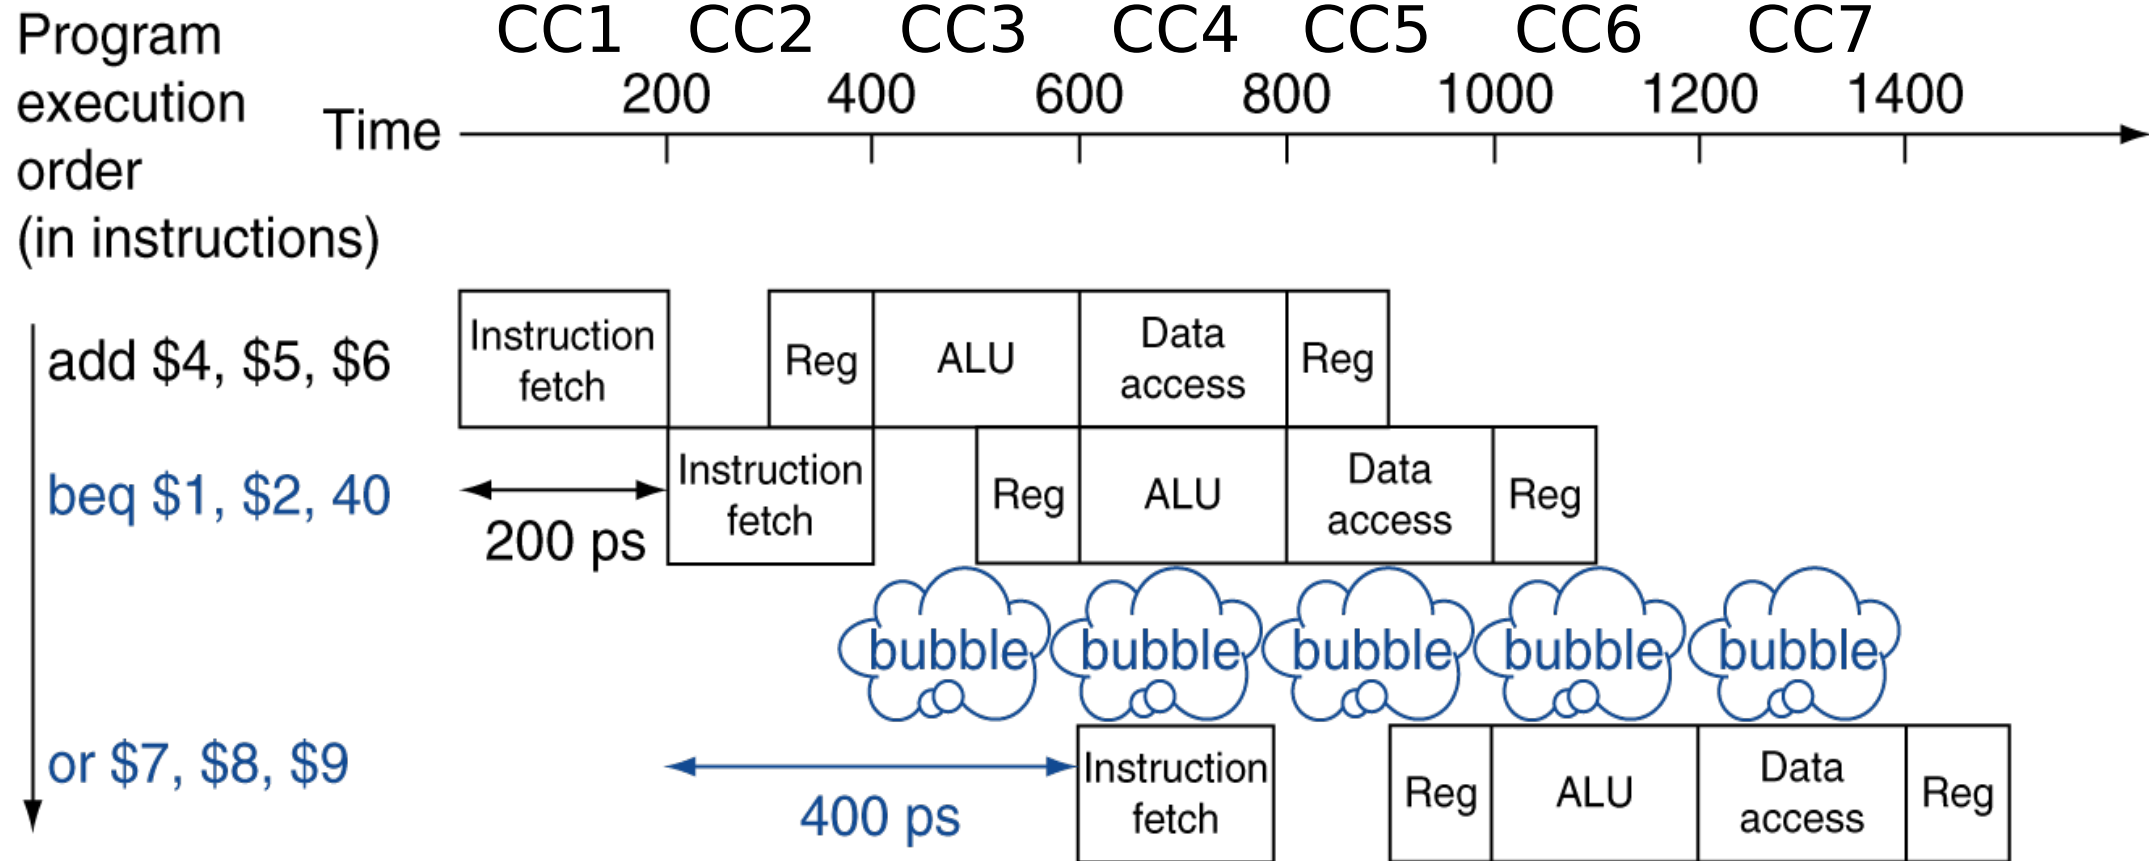 Program
execution
order
(in instructions)
CC1 CC2 CC3 CC4 CC5 CC6 CC7
Time
200 400 600 800 1000 1200 1400
add $4, $5, $6
Instruction
fetch
Reg
ALU
Data
access
Reg
beq $1, $2, 40
200 ps
Instruction
fetch
Reg
ALU
Data
access
Reg
bubble bubble bubble bubble bubble
or $7, $8, $9
400 ps
Instruction
fetch
Reg
ALU
Data
access
Reg